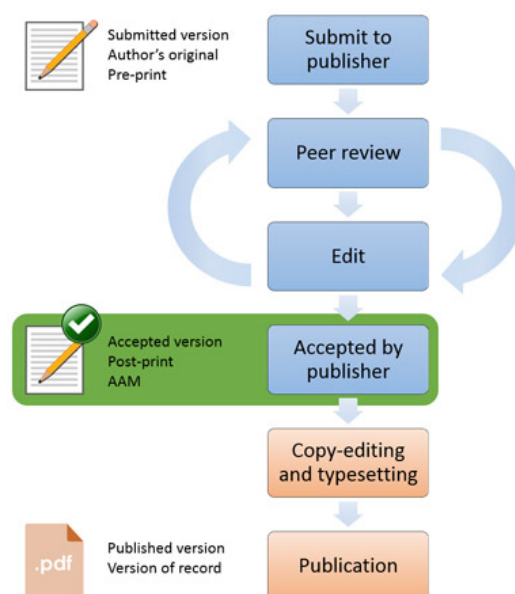 Submitted version
Author's original
Pre-print
Submit to
publisher
Peer review
Edit
Accepted version
Post-print
AAM
Accepted by
publisher
Copy-editing
and typesetting
.pdf
Published version
Version of record
Publication